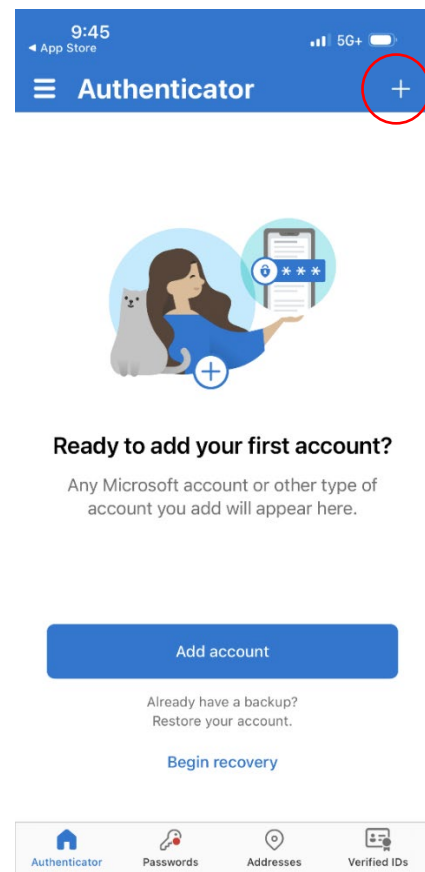 9:45
◀ App Store
5G+
Authenticator
***
Ready to add your first account?
Any Microsoft account or other type of
account you add will appear here.
Add account
Already have a backup?
Restore your account.
Begin recovery
Authenticator
Passwords
Addresses
Verified IDs